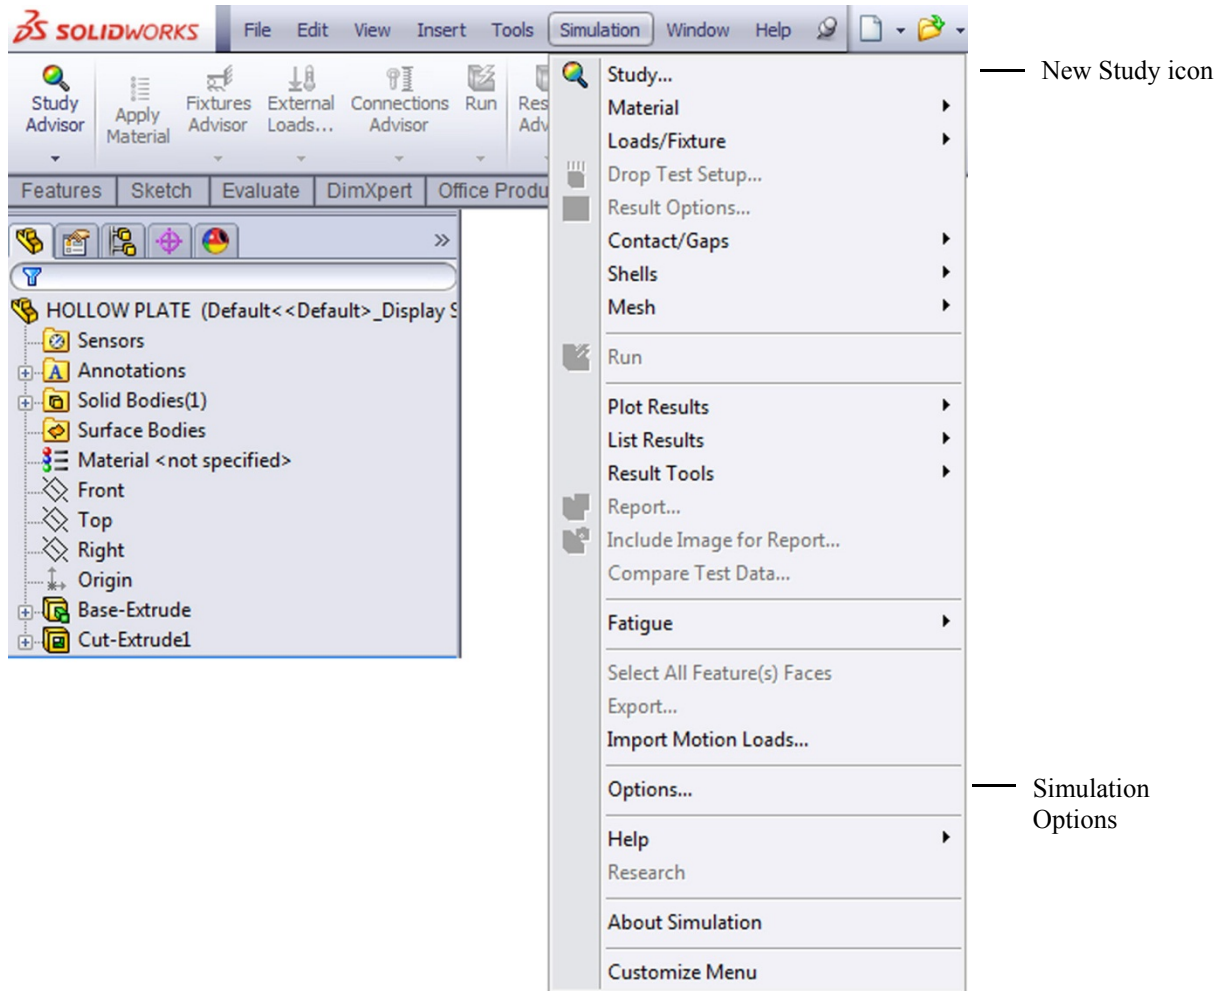 SOLIDWORKS File Edit View Insert Tools Simulation Window Help
Study Advisor
Apply Material
Fixtures Advisor
External Loads...
Connections Advisor
Run
Res
Adv
Features Sketch Evaluate DimXpert Office Produ
HOLLOW PLATE (Default<<Default>_Display S
Sensors
Annotations
Solid Bodies(1)
Surface Bodies
Material <not specified>
Front
Top
Right
Origin
Base-Extrude
Cut-Extrude1
Study...
Material
Loads/Fixture
Drop Test Setup...
Result Options...
Contact/Gaps
Shells
Mesh
Run
Plot Results
List Results
Result Tools
Report...
Include Image for Report...
Compare Test Data...
Fatigue
Select All Feature(s) Faces
Export...
Import Motion Loads...
Options...
Help
Research
About Simulation
Customize Menu
New Study icon
Simulation
Options